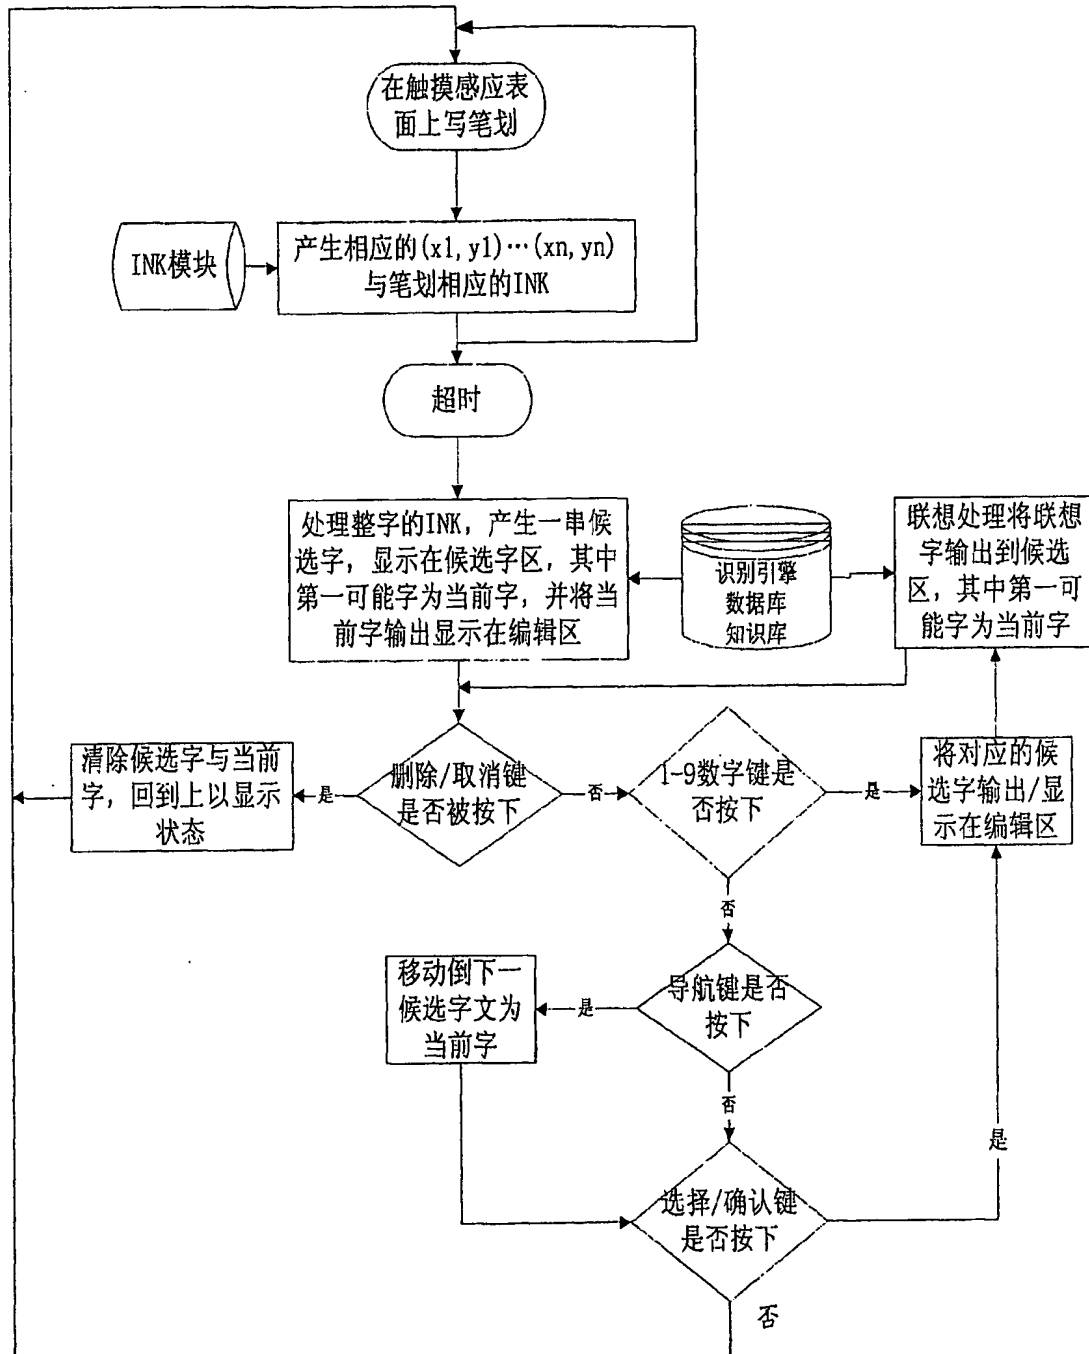 在触摸感应表
面上写笔划
INK模块
产生相应的(x1,y1)…(xn,yn)
与笔划相应的INK
超时
处理整字的INK，产生一串候
选字，显示在候选字区，其中
第一可能字为当前字，并将当
前字输出显示在编辑区
识别引擎
数据库
知识库
联想处理将联想
字输出到候选
区，其中第一可
能字为当前字
清除候选字与当前
字，回到上以显示
状态
是
删除/取消键
是否被按下
否
1-9数字键是
否按下
是
将对应的候
选字输出/显
示在编辑区
否
移动倒下一
候选字文为
当前字
是
导航键是否
按下
否
是
选择/确认键
是否按下
否